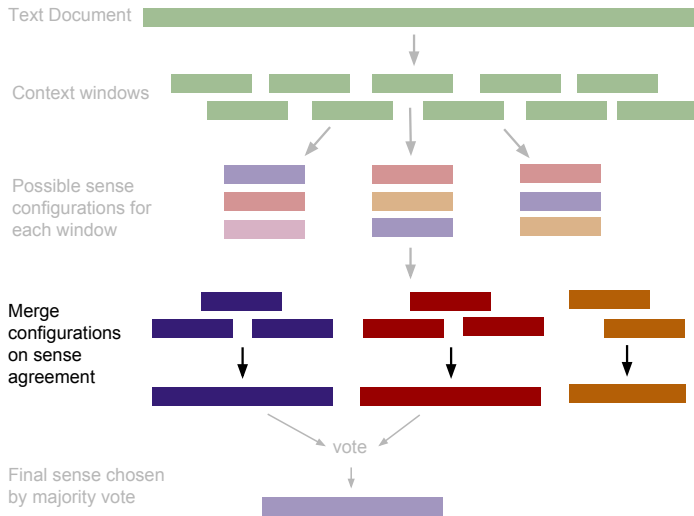 Text Document
Context windows
Possible sense
configurations for
each window
Merge
configurations
on sense
agreement
vote
Final sense chosen
by majority vote